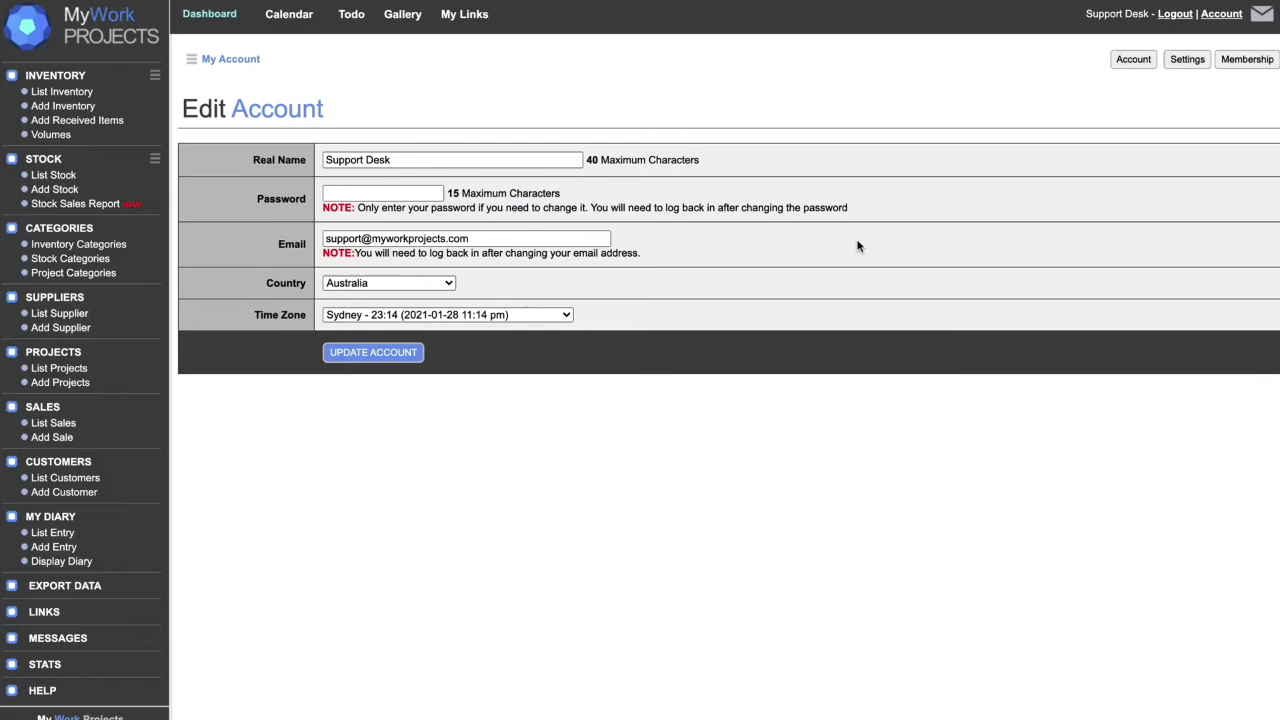 MyWork
PROJECTS
Dashboard
Calendar
Todo
Gallery
My Links
Support Desk - Logout | Account
INVENTORY
List Inventory
Add Inventory
Add Received Items
Volumes
STOCK
List Stock
Add Stock
Stock Sales Report NEW
CATEGORIES
Inventory Categories
Stock Categories
Project Categories
SUPPLIERS
List Supplier
Add Supplier
PROJECTS
List Projects
Add Projects
SALES
List Sales
Add Sale
CUSTOMERS
List Customers
Add Customer
MY DIARY
List Entry
Add Entry
Display Diary
EXPORT DATA
LINKS
MESSAGES
STATS
HELP
My Work Projects
My Account
Account
Settings
Membership
Edit Account
Real Name
Support Desk
40 Maximum Characters
Password
15 Maximum Characters
NOTE: Only enter your password if you need to change it. You will need to log back in after changing the password
Email
support@myworkprojects.com
NOTE:You will need to log back in after changing your email address.
Country
Australia
Time Zone
Sydney - 23:14 (2021-01-28 11:14 pm)
UPDATE ACCOUNT